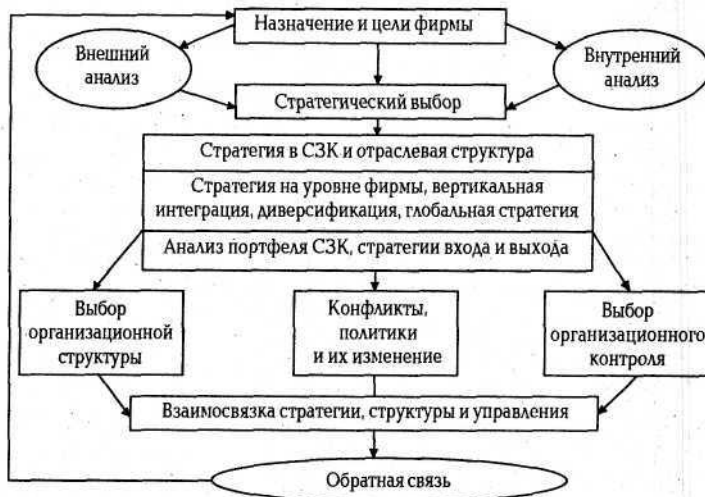 Назначение и цели фирмы
Внешний
анализ
Внутренний
анализ
Стратегический выбор
Стратегия в СЗК и отраслевая структура
Стратегия на уровне фирмы, вертикальная
интеграция, диверсификация, глобальная стратегия
Анализ портфеля СЗК, стратегии входа и выхода
Выбор
организационной
структуры
Конфликты,
политики
и их изменение
Выбор
организационного
контроля
Взаимосвязка стратегии, структуры и управления
Обратная связь